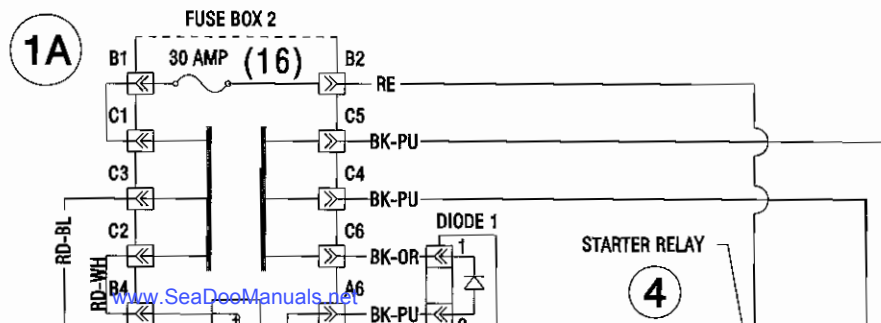 FUSE BOX 2
1A
B1 30 AMP (16) B2
RE
C1 C5
BK-PU
C3 C4
BK-PU
RD-BL
C2 C6
DIODE 1
BK-OR 1
STARTER RELAY
RD-WH
B4 A6
4
www.SeaDooManuals.net
BK-PU